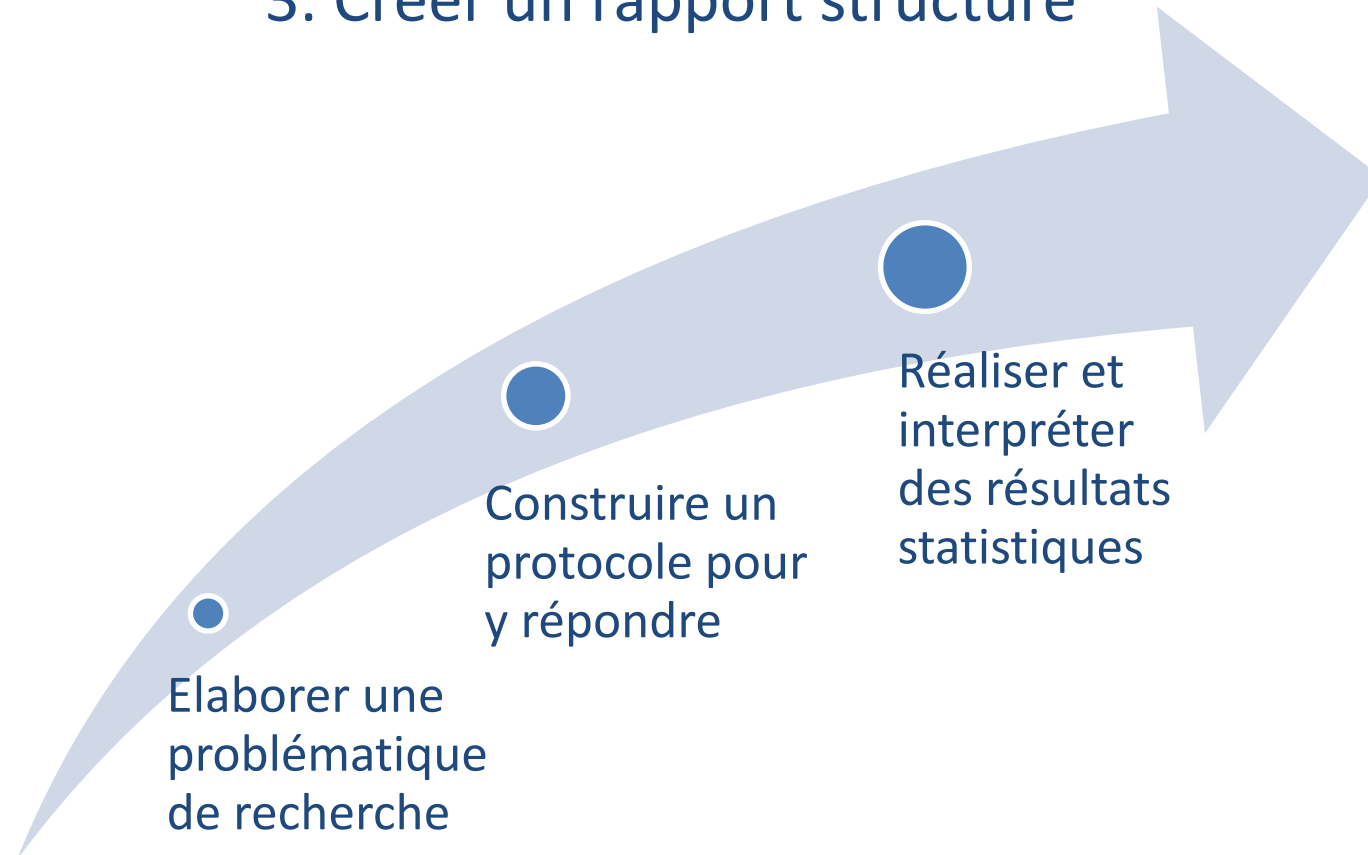 3. Créer un rapport structuré
Réaliser et
interpréter
des résultats
statistiques
Construire un
protocole pour
y répondre
Elaborer une
problématique
de recherche